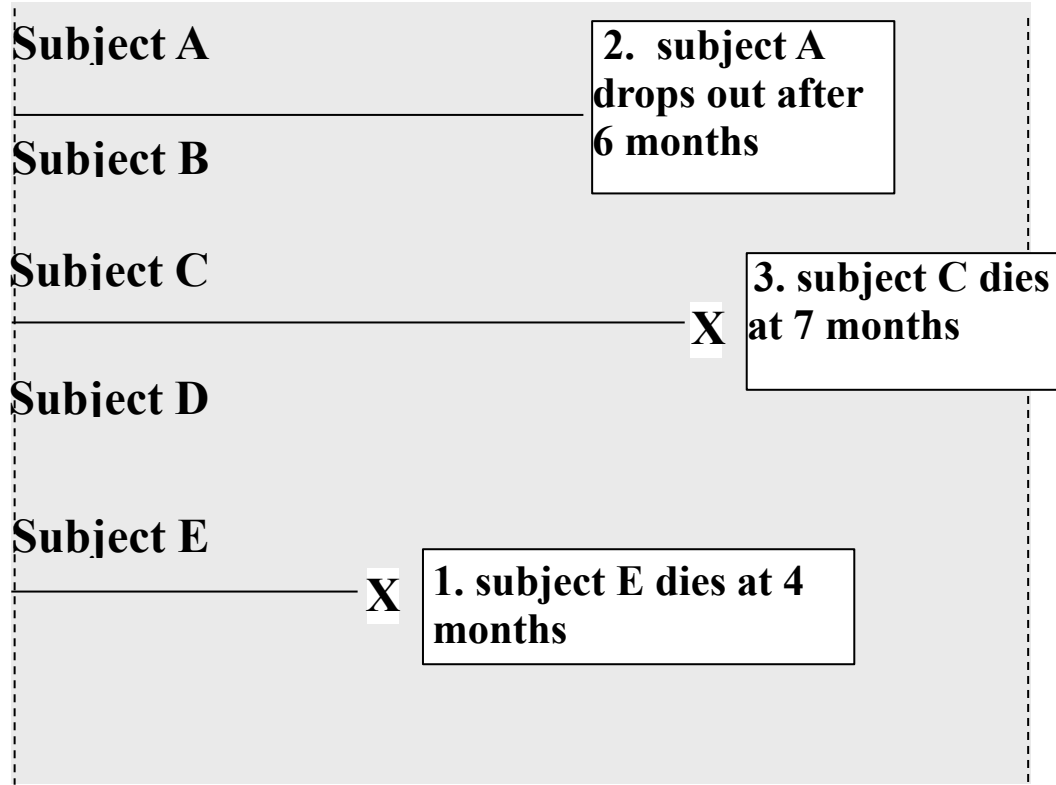 Subject A
2. subject A
drops out after
6 months
Subject B
Subject C
3. subject C dies
at 7 months
X
Subject D
Subject E
X
1. subject E dies at 4
months